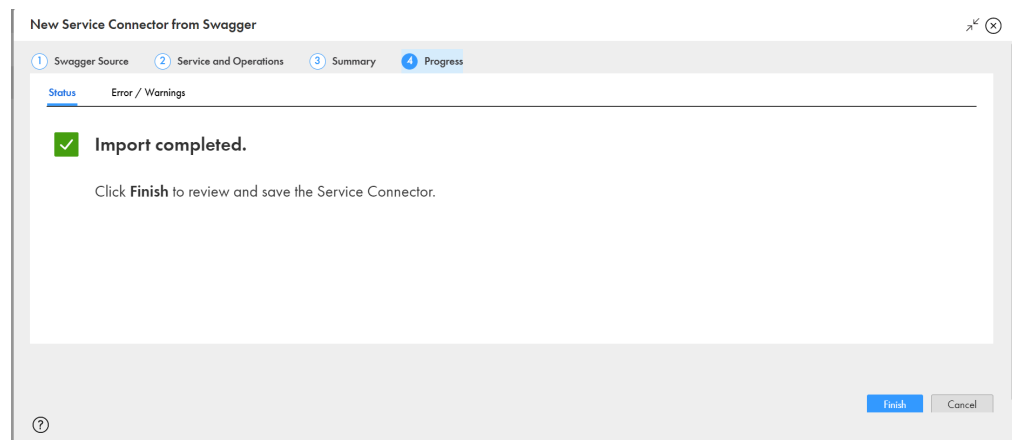 New Service Connector from Swagger
1 Swagger Source 2 Service and Operations 3 Summary 4 Progress
Status Error / Warnings
Import completed.
Click Finish to review and save the Service Connector.
Finish Cancel
?